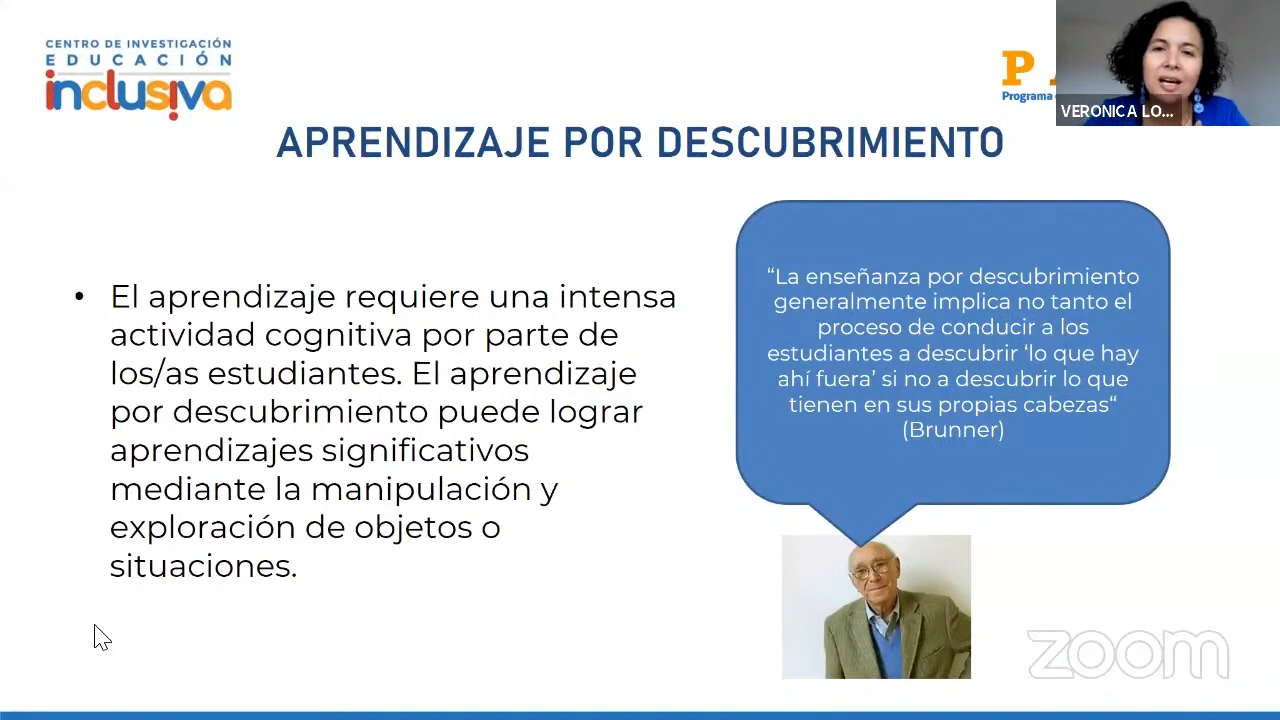 CENTRO DE INVESTIGACIÓN
EDUCACIÓN
inclusiva
P
Programa
VERONICA LO...
APRENDIZAJE POR DESCUBRIMIENTO
• El aprendizaje requiere una intensa
actividad cognitiva por parte de
los/as estudiantes. El aprendizaje
por descubrimiento puede lograr
aprendizajes significativos
mediante la manipulación y
exploración de objetos o
situaciones.
“La enseñanza por descubrimiento
generalmente implica no tanto el
proceso de conducir a los
estudiantes a descubrir ‘lo que hay
ahí fuera’ si no a descubrir lo que
tienen en sus propias cabezas“
(Brunner)
zoom